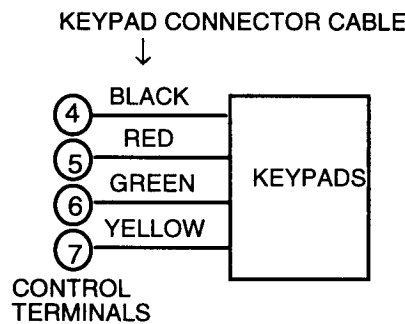 KEYPAD CONNECTOR CABLE
4 BLACK
5 RED
6 GREEN
7 YELLOW
KEYPADS
CONTROL
TERMINALS